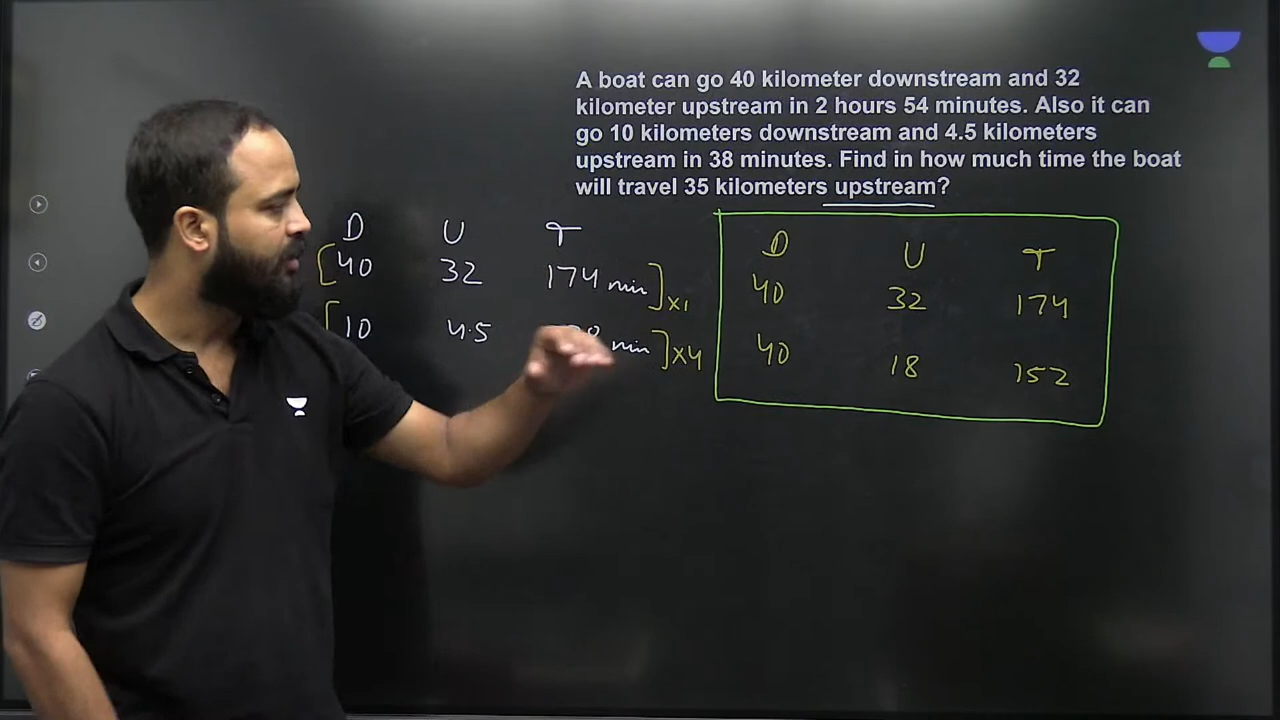 A boat can go 40 kilometer downstream and 32
kilometer upstream in 2 hours 54 minutes. Also it can
go 10 kilometers downstream and 4.5 kilometers
upstream in 38 minutes. Find in how much time the boat
will travel 35 kilometers upstream?
D U T
40 32 174 min ×1
10 4.5 min ×4
D U T
40 32 174
40 18 152